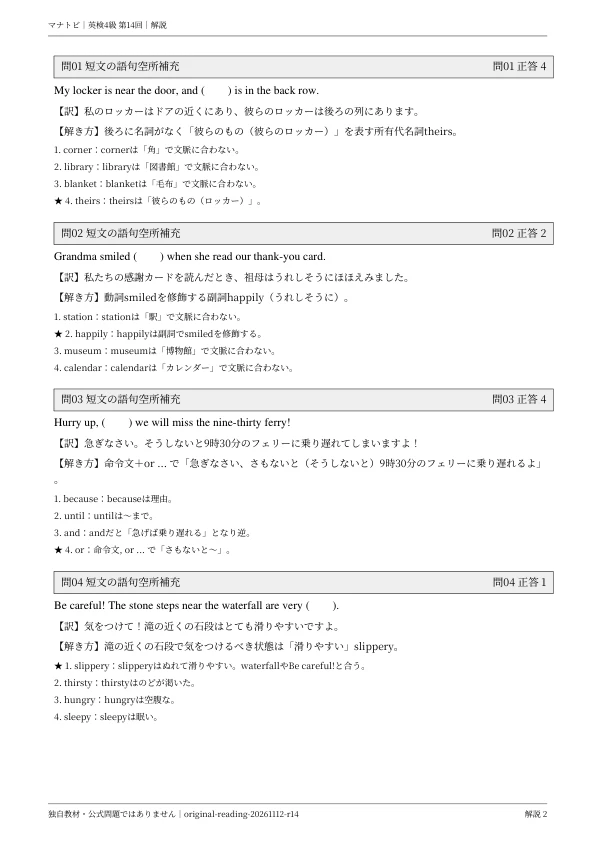 マナトビ｜英検4級 第14回｜解説
問01 短文の語句空所補充 問01 正答 4
My locker is near the door, and (　　) is in the back row.
【訳】私のロッカーはドアの近くにあり、彼らのロッカーは後ろの列にあります。
【解き方】後ろに名詞がなく「彼らのもの（彼らのロッカー）」を表す所有代名詞theirs。
1. corner：cornerは「角」で文脈に合わない。
2. library：libraryは「図書館」で文脈に合わない。
3. blanket：blanketは「毛布」で文脈に合わない。
★ 4. theirs：theirsは「彼らのもの（ロッカー）」。
問02 短文の語句空所補充 問02 正答 2
Grandma smiled (　　) when she read our thank-you card.
【訳】私たちの感謝カードを読んだとき、祖母はうれしそうにほほえみました。
【解き方】動詞smiledを修飾する副詞happily（うれしそうに）。
1. station：stationは「駅」で文脈に合わない。
★ 2. happily：happilyは副詞でsmiledを修飾する。
3. museum：museumは「博物館」で文脈に合わない。
4. calendar：calendarは「カレンダー」で文脈に合わない。
問03 短文の語句空所補充 問03 正答 4
Hurry up, (　　) we will miss the nine-thirty ferry!
【訳】急ぎなさい。そうしないと9時30分のフェリーに乗り遅れてしまいますよ！
【解き方】命令文＋or … で「急ぎなさい、さもないと（そうしないと）9時30分のフェリーに乗り遅れるよ」
。
1. because：becauseは理由。
2. until：untilは〜まで。
3. and：andだと「急げば乗り遅れる」となり逆。
★ 4. or：命令文, or … で「さもないと〜」。
問04 短文の語句空所補充 問04 正答 1
Be careful! The stone steps near the waterfall are very (　　).
【訳】気をつけて！滝の近くの石段はとても滑りやすいですよ。
【解き方】滝の近くの石段で気をつけるべき状態は「滑りやすい」slippery。
★ 1. slippery：slipperyはぬれて滑りやすい。waterfallやBe careful!と合う。
2. thirsty：thirstyはのどが渇いた。
3. hungry：hungryは空腹な。
4. sleepy：sleepyは眠い。
独自教材・公式問題ではありません｜original-reading-20261112-r14 解説 2